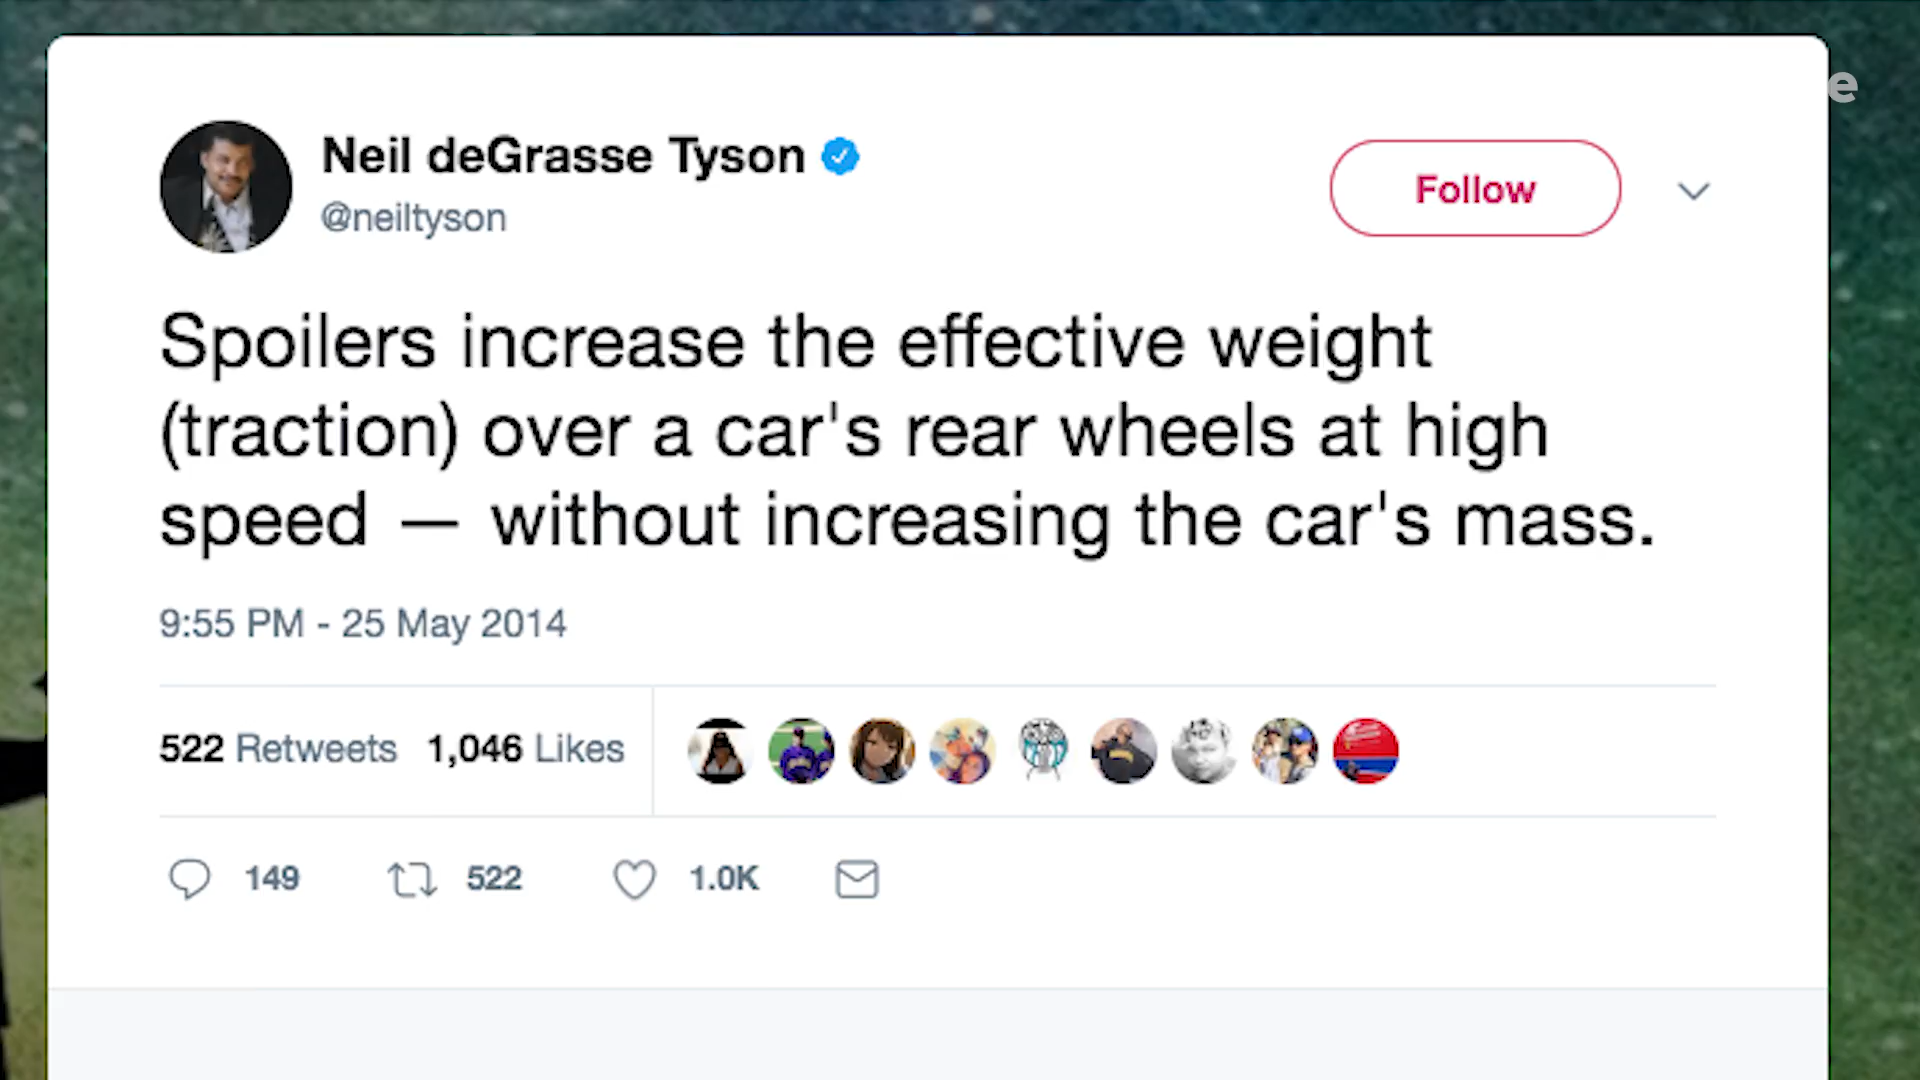 e
Neil deGrasse Tyson
@neiltyson
Follow
Spoilers increase the effective weight
(traction) over a car's rear wheels at high
speed — without increasing the car's mass.
9:55 PM - 25 May 2014
522 Retweets 1,046 Likes
149 522 1.0K